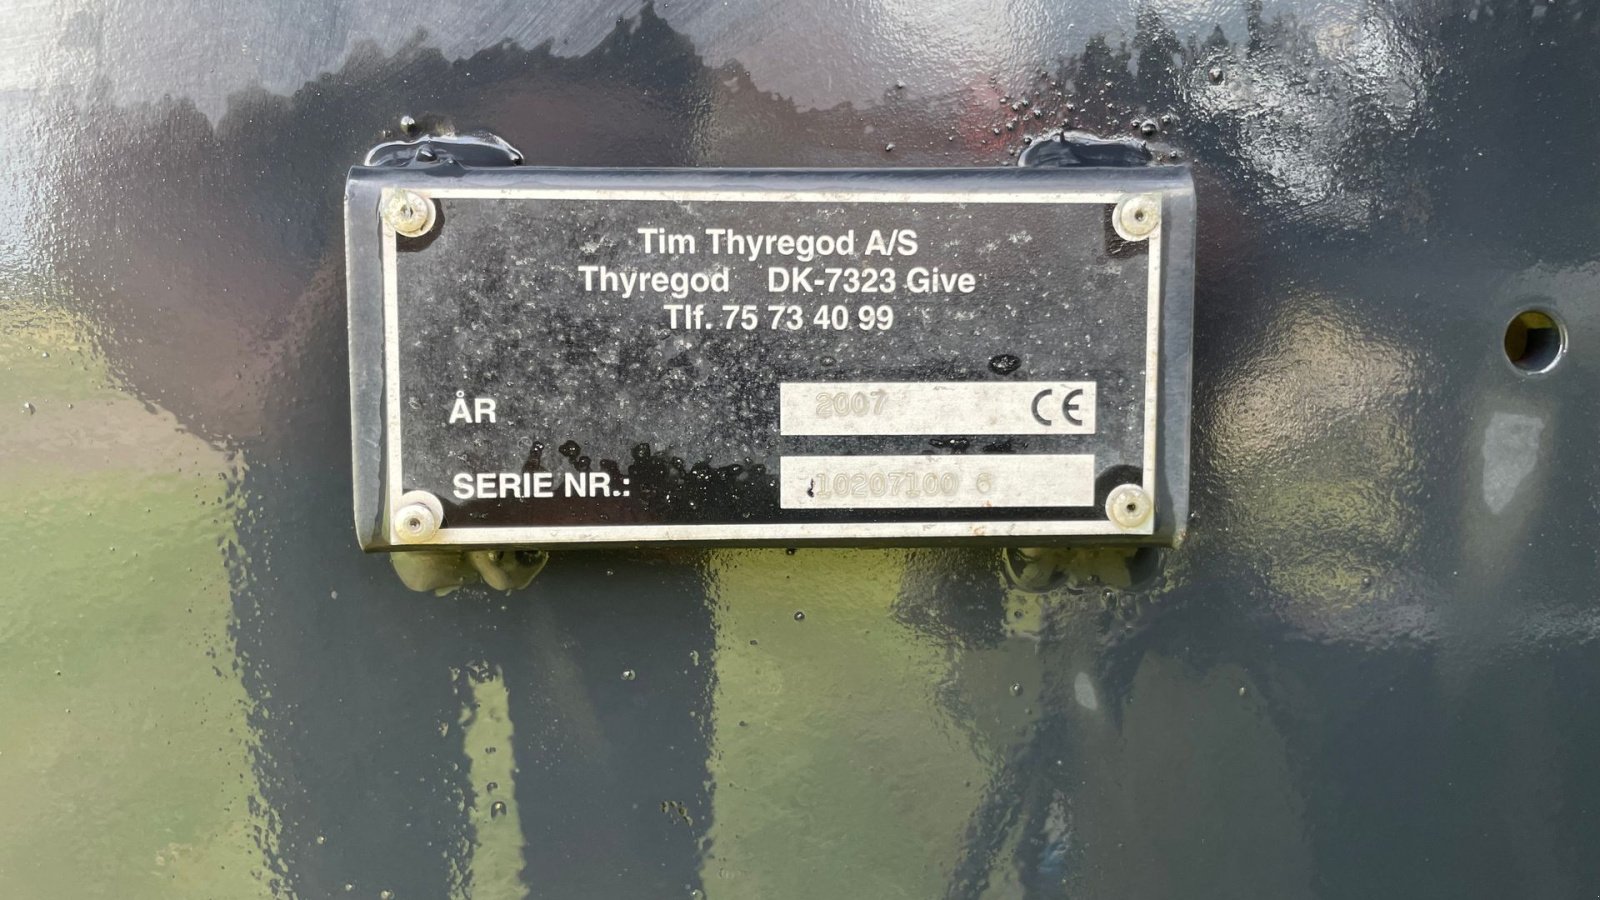 Tim Thyregod A/S
Thyregod DK-7323 Give
Tlf. 75 73 40 99
ÅR 2007 CE
SERIE NR.: 10207100 6